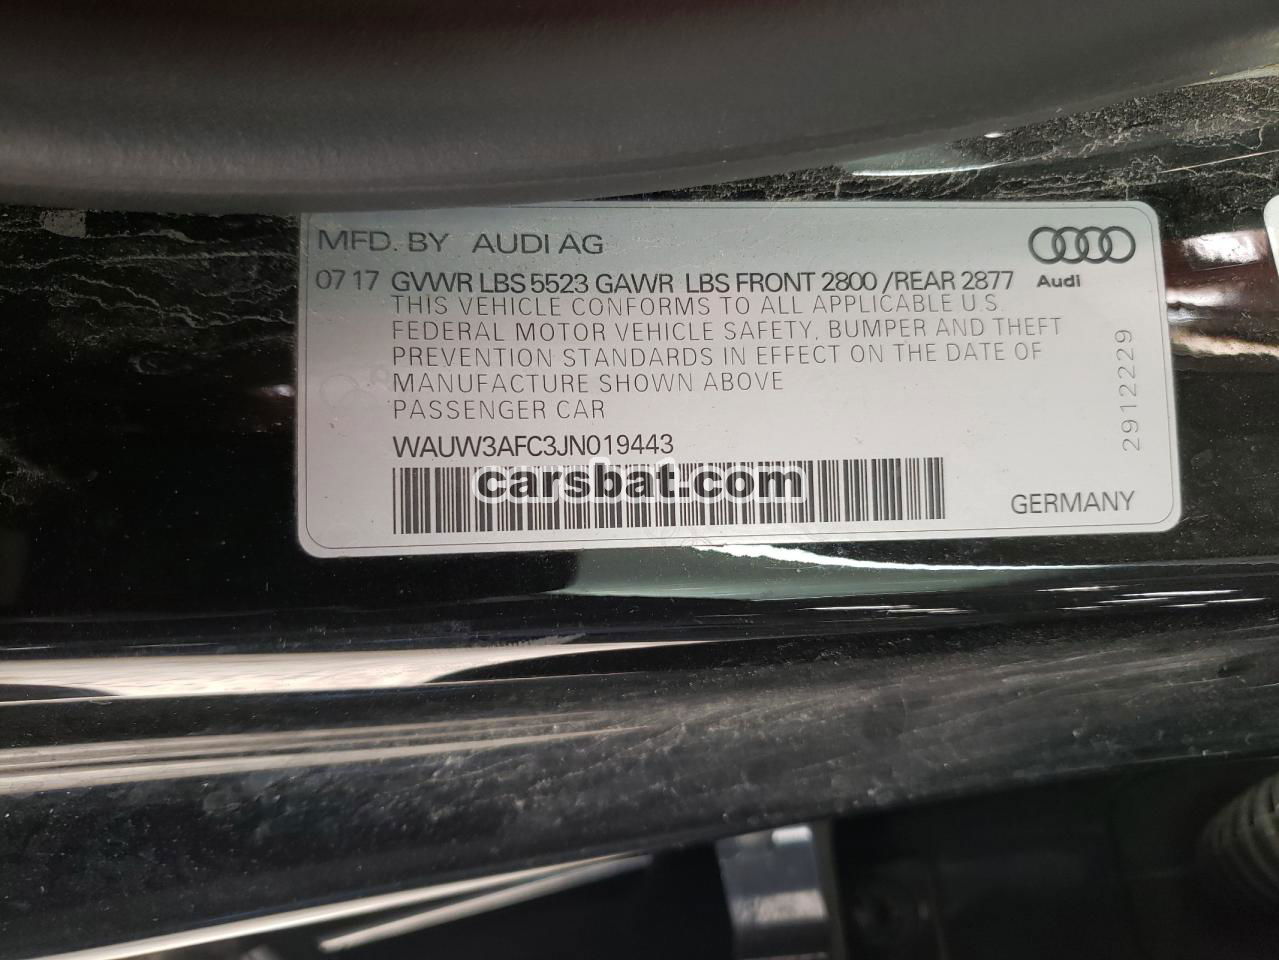 MFD. BY AUDI AG
07 17 GVWR LBS 5523 GAWR LBS FRONT 2800 / REAR 2877
Audi
THIS VEHICLE CONFORMS TO ALL APPLICABLE U.S.
FEDERAL MOTOR VEHICLE SAFETY, BUMPER AND THEFT
PREVENTION STANDARDS IN EFFECT ON THE DATE OF
MANUFACTURE SHOWN ABOVE
PASSENGER CAR
WAUW3AFC3JN019443
carsbat.com
GERMANY
2912229